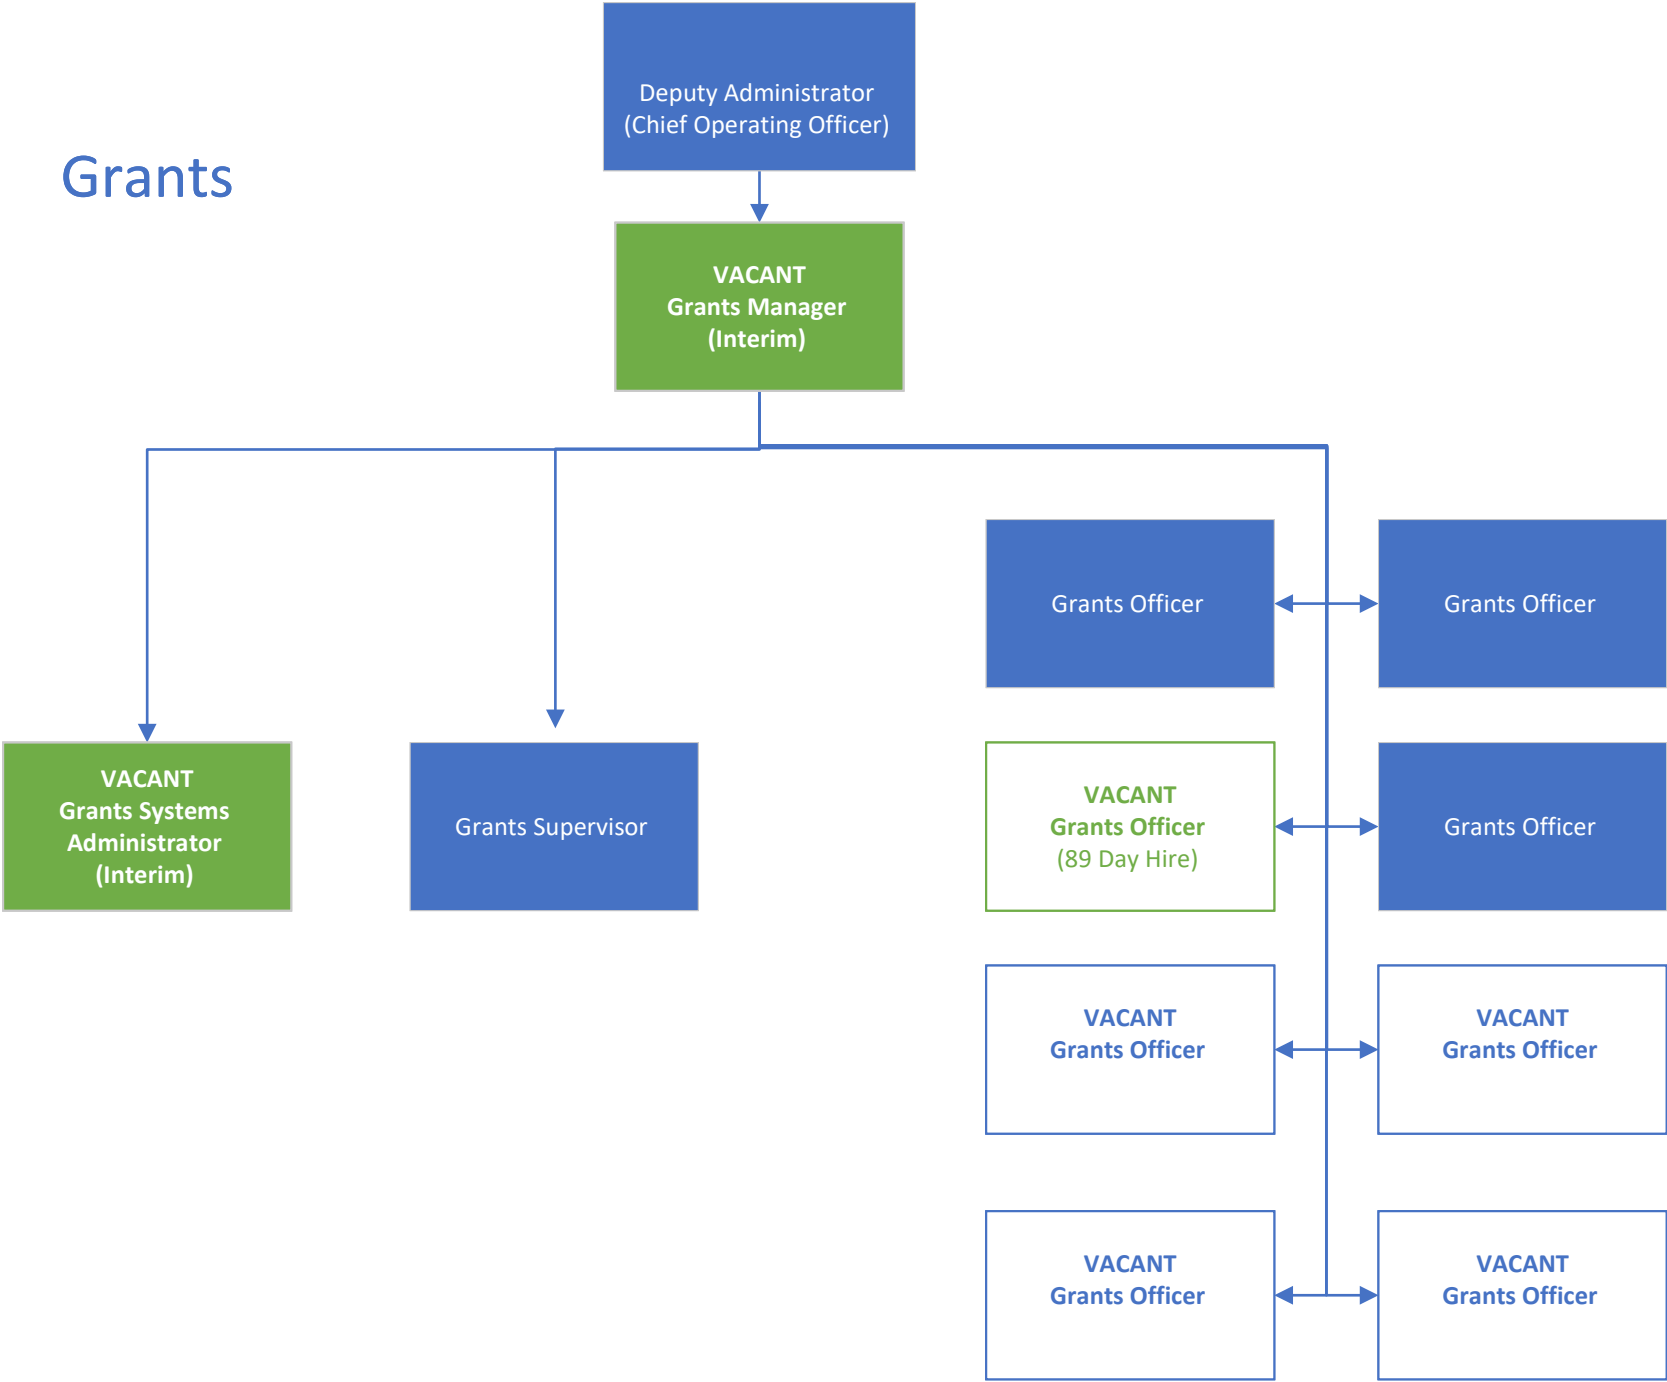 Deputy Administrator
(Chief Operating Officer)
Grants
VACANT
Grants Manager
(Interim)
Grants Officer
Grants Officer
VACANT
Grants Systems
Administrator
(Interim)
Grants Supervisor
VACANT
Grants Officer
(89 Day Hire)
Grants Officer
VACANT
Grants Officer
VACANT
Grants Officer
VACANT
Grants Officer
VACANT
Grants Officer